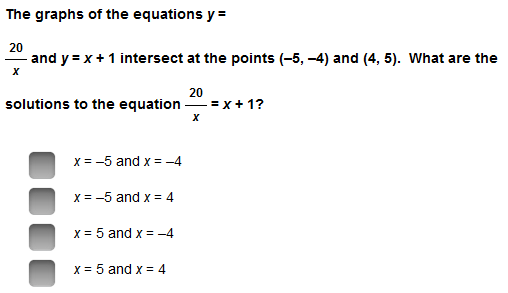 The graphs of the equations y =
20
x
and y = x + 1 intersect at the points (–5, –4) and (4, 5). What are the
solutions to the equation 20/x = x + 1?
x = –5 and x = –4
x = –5 and x = 4
x = 5 and x = –4
x = 5 and x = 4